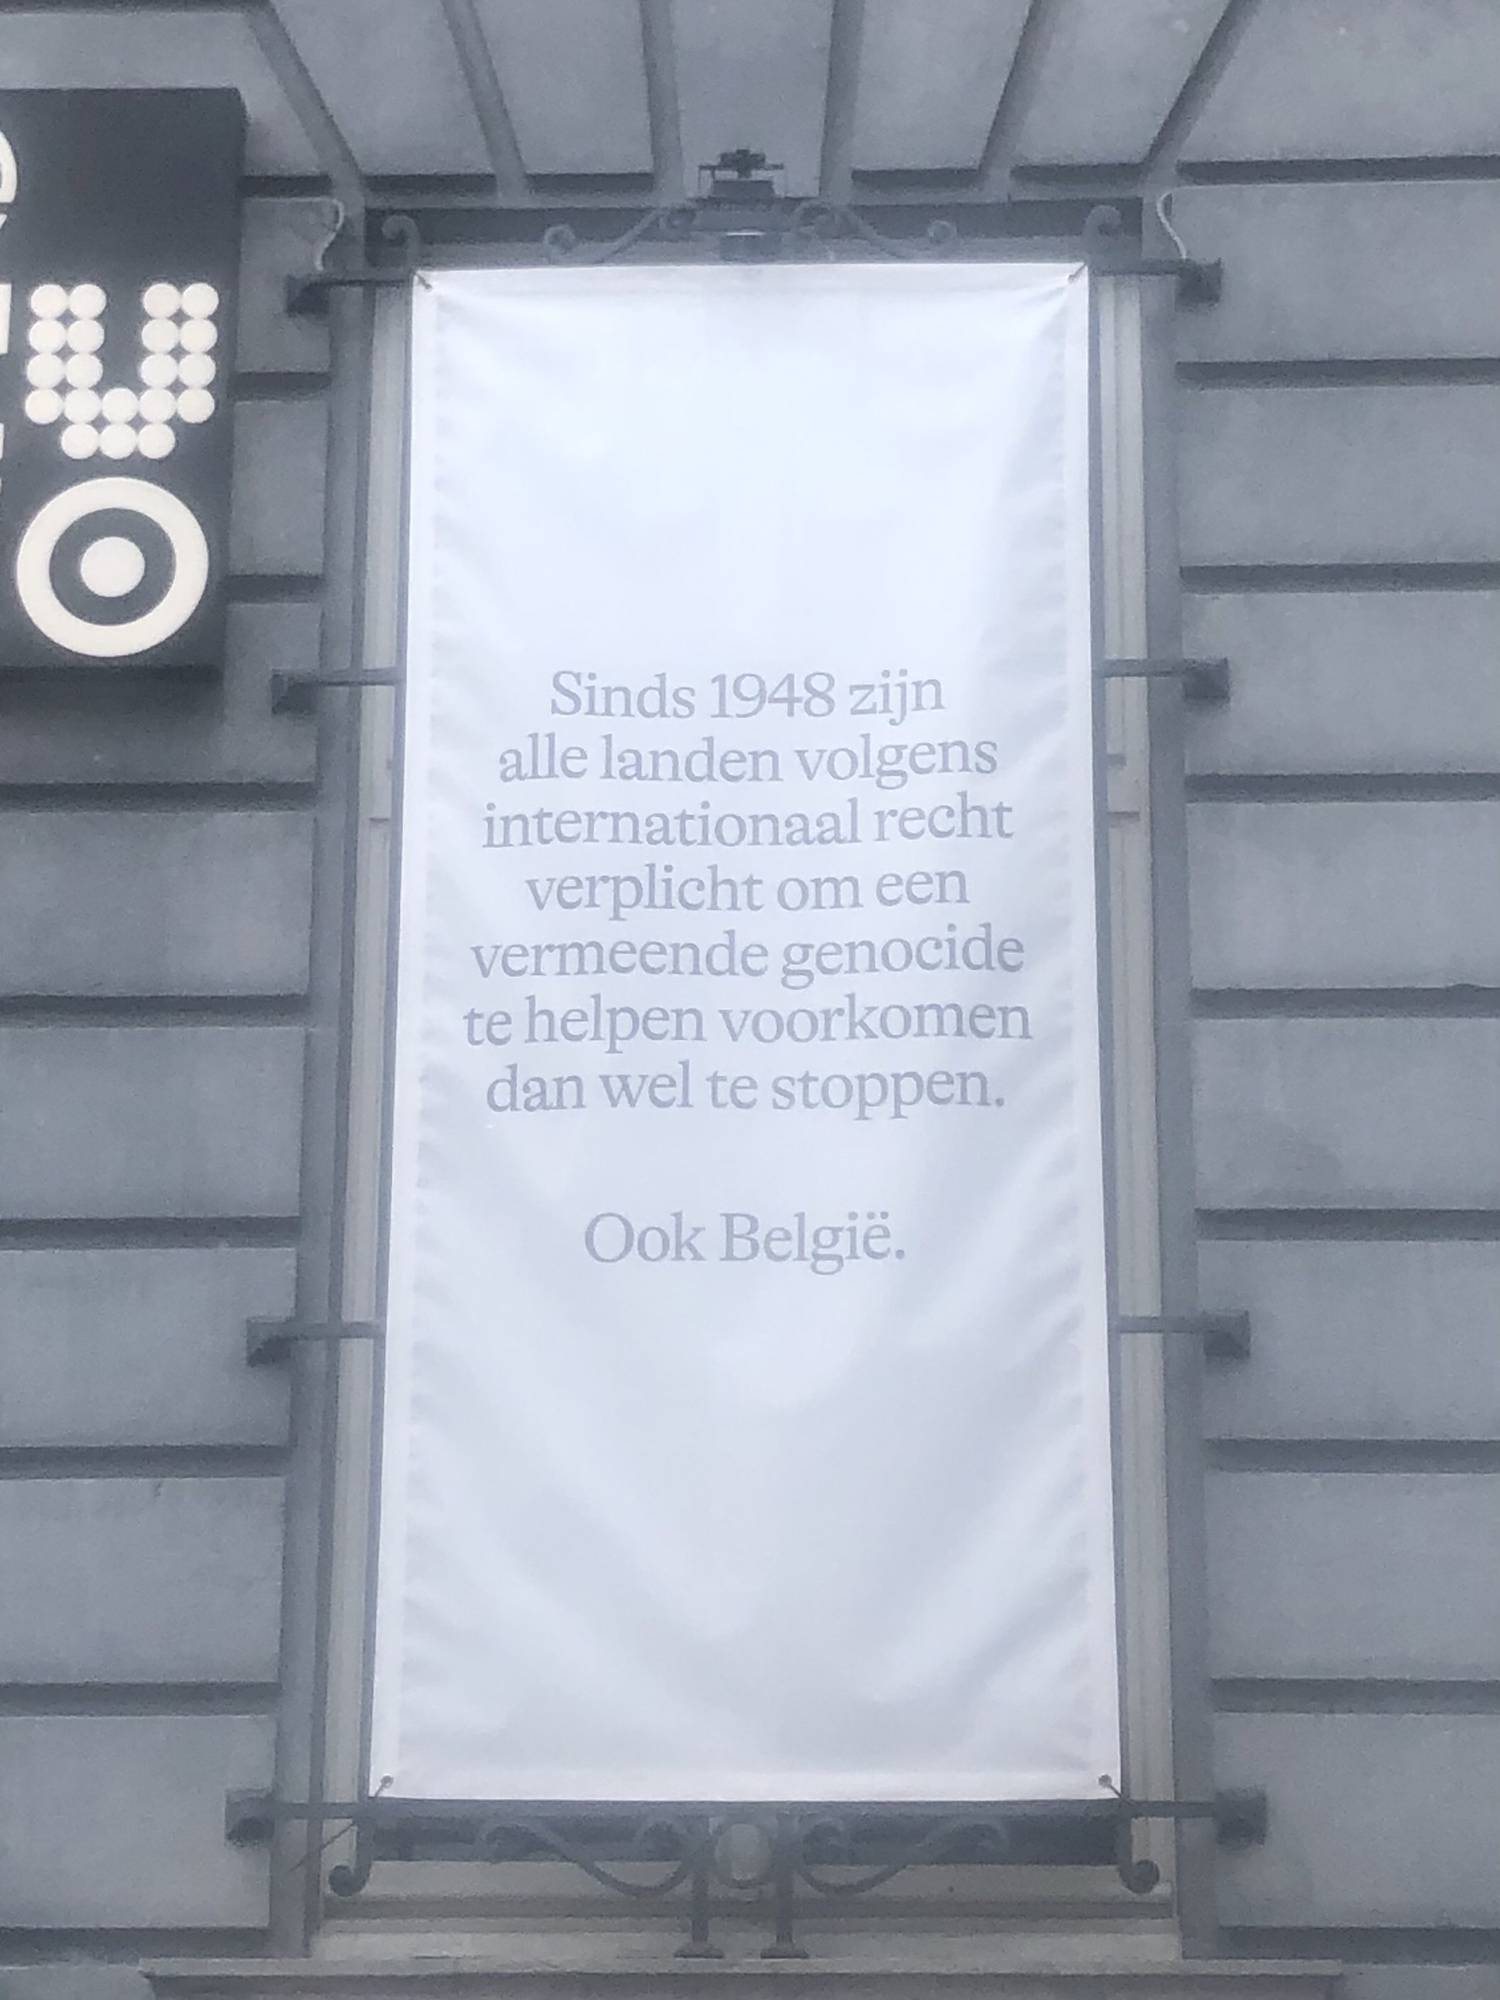 e
u
o
Sinds 1948 zijn
alle landen volgens
internationaal recht
verplicht om een
vermeende genocide
te helpen voorkomen
dan wel te stoppen.
Ook België.